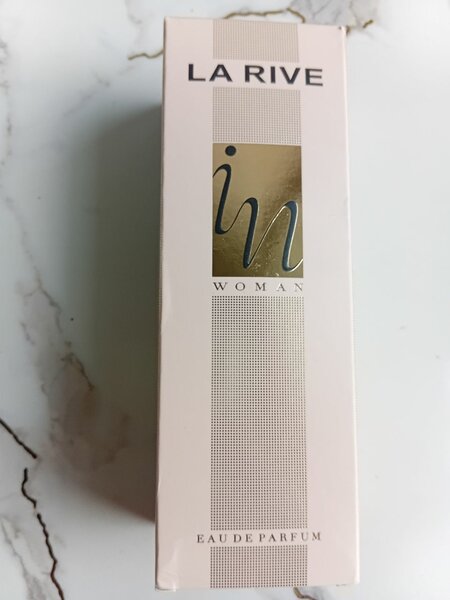 LA RIVE
in
WOMAN
EAU DE PARFUM